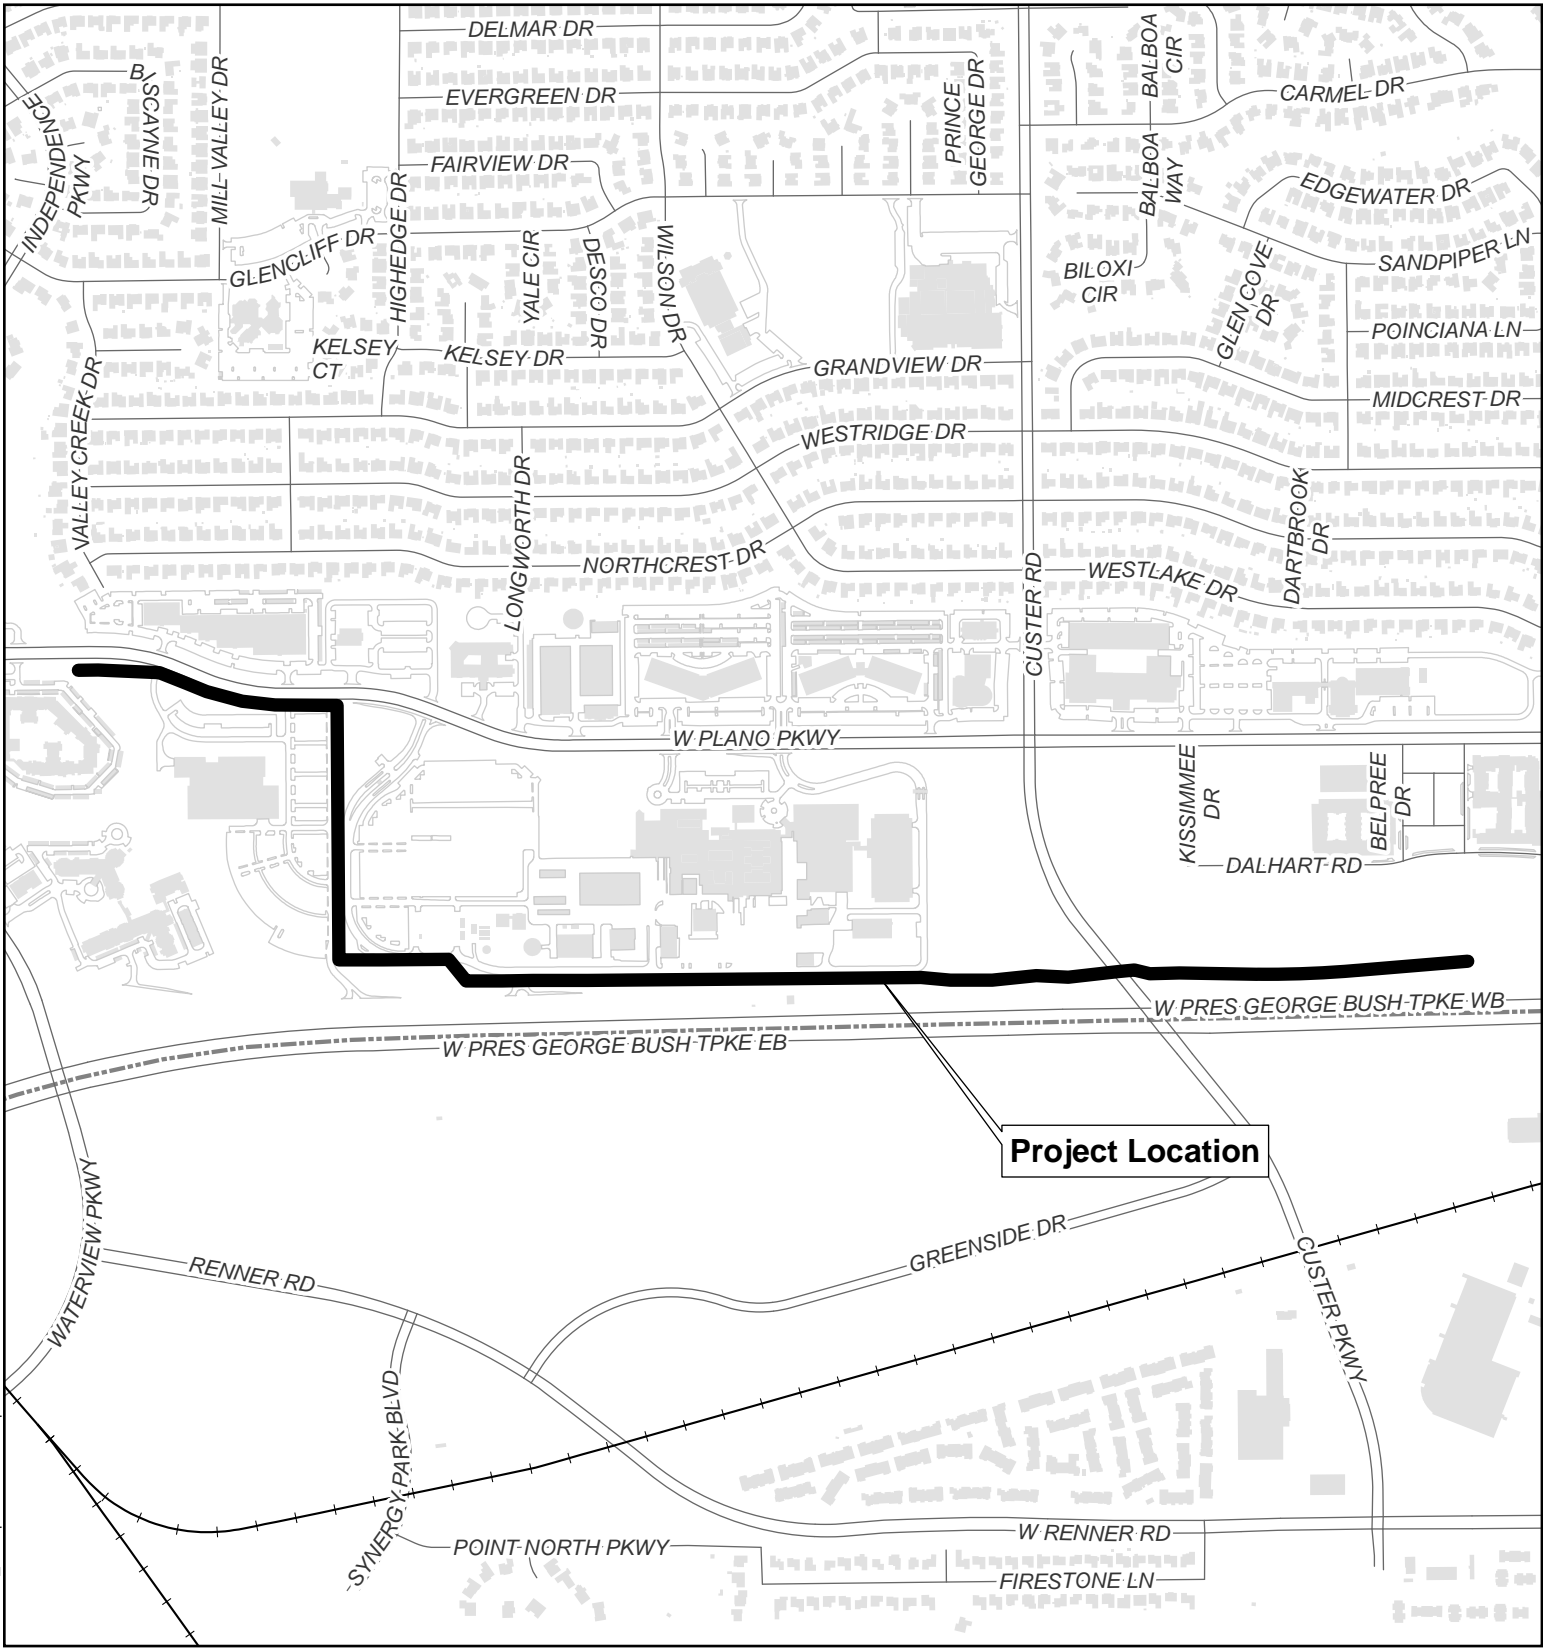 DELMAR DR
BALBOA
CIR
BISCAYNE DR
MILL VALLEY DR
EVERGREEN DR
PRINCE
GEORGE DR
CARMEL DR
INDEPENDENCE
PKWY
FAIRVIEW DR
BALBOA
WAY
EDGEWATER DR
HIGHEDGE DR
GLENCLIFF DR
YALE CIR
DESCO DR
WILSON DR
BILOXI
CIR
GLEN COVE
DR
SANDPIPER LN
POINCIANA LN
KELSEY
CT
KELSEY DR
GRANDVIEW DR
MIDCREST DR
VALLEY CREEK DR
WESTRIDGE DR
LONGWORTH DR
DARTBROOK
DR
NORTHCREST DR
CUSTER RD
WESTLAKE DR
W PLANO PKWY
KISSIMMEE
DR
BELPREE
DR
DALHART RD
W PRES GEORGE BUSH TPKE WB
W PRES GEORGE BUSH TPKE EB
Project Location
WATERVIEW PKWY
GREENSIDE DR
RENNER RD
CUSTER PKWY
SYNERGY PARK BLVD
W RENNER RD
POINT NORTH PKWY
FIRESTONE LN